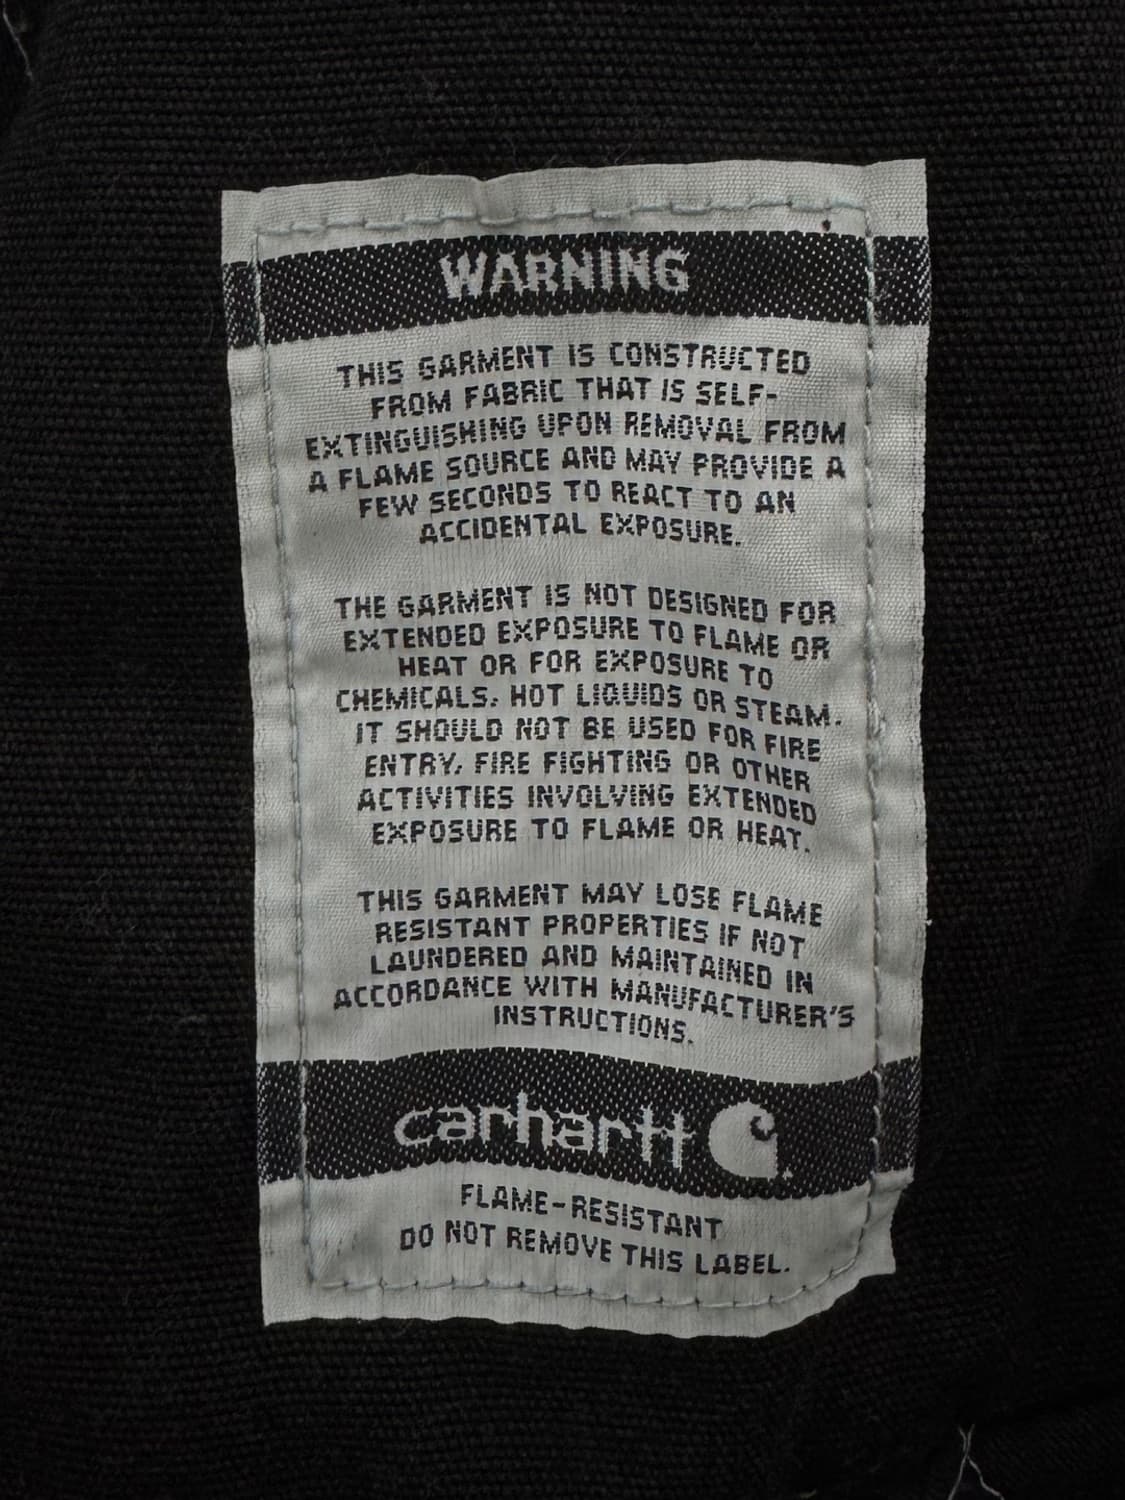 WARNING
THIS GARMENT IS CONSTRUCTED
FROM FABRIC THAT IS SELF-
EXTINGUISHING UPON REMOVAL FROM
A FLAME SOURCE AND MAY PROVIDE A
FEW SECONDS TO REACT TO AN
ACCIDENTAL EXPOSURE.
THE GARMENT IS NOT DESIGNED FOR
EXTENDED EXPOSURE TO FLAME OR
HEAT OR FOR EXPOSURE TO
CHEMICALS, HOT LIQUIDS OR STEAM.
IT SHOULD NOT BE USED FOR FIRE
ENTRY, FIRE FIGHTING OR OTHER
ACTIVITIES INVOLVING EXTENDED
EXPOSURE TO FLAME OR HEAT.
THIS GARMENT MAY LOSE FLAME
RESISTANT PROPERTIES IF NOT
LAUNDERED AND MAINTAINED IN
ACCORDANCE WITH MANUFACTURER'S
INSTRUCTIONS.
carhartt
FLAME-RESISTANT
DO NOT REMOVE THIS LABEL.